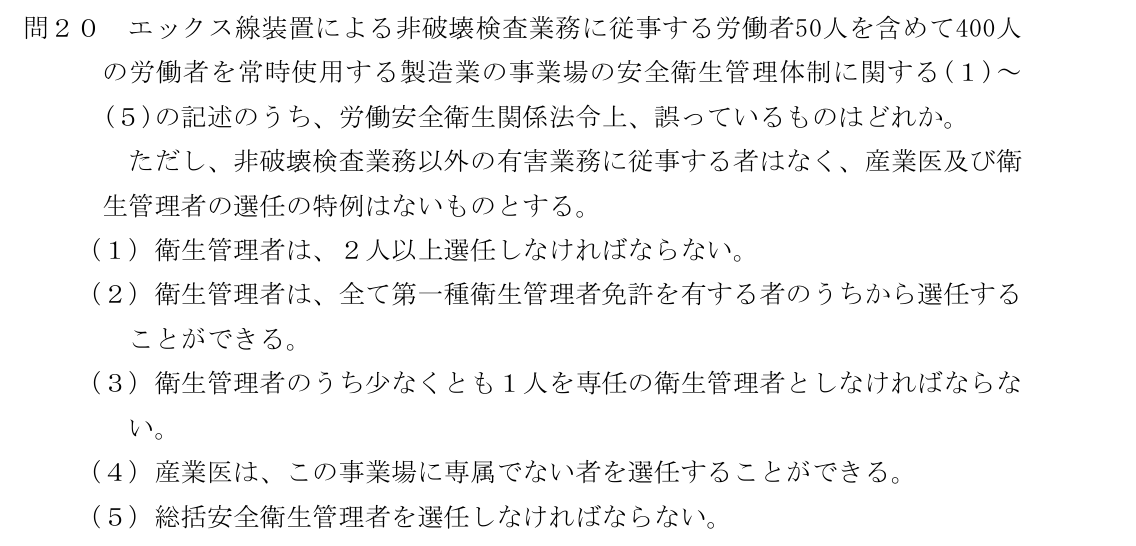 問２０　エックス線装置による非破壊検査業務に従事する労働者50人を含めて400人
の労働者を常時使用する製造業の事業場の安全衛生管理体制に関する(１)～
(５)の記述のうち、労働安全衛生関係法令上、誤っているものはどれか。
ただし、非破壊検査業務以外の有害業務に従事する者はなく、産業医及び衛
生管理者の選任の特例はないものとする。
(１) 衛生管理者は、２人以上選任しなければならない。
(２) 衛生管理者は、全て第一種衛生管理者免許を有する者のうちから選任する
ことができる。
(３) 衛生管理者のうち少なくとも１人を専任の衛生管理者としなければならな
い。
(４) 産業医は、この事業場に専属でない者を選任することができる。
(５) 総括安全衛生管理者を選任しなければならない。